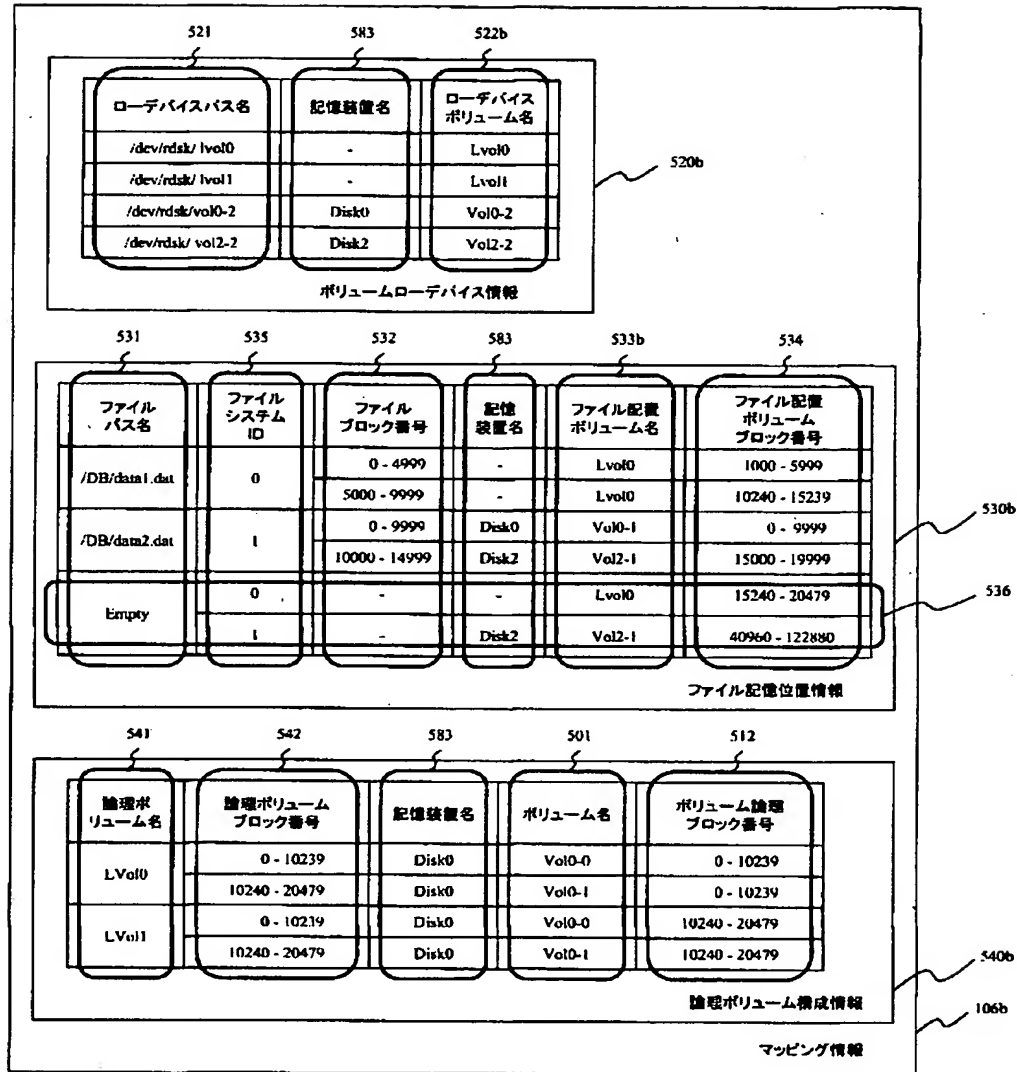 521 583 522b
ローデバイスパス名 記憶装置名 ローデバイス
ボリューム名
/dev/rdsk/ lvol0 - Lvol0
/dev/rdsk/ lvol1 - Lvol1
/dev/rdsk/vol0-2 Disk0 Vol0-2
/dev/rdsk/ vol2-2 Disk2 Vol2-2
ボリュームローデバイス情報
520b
531 535 532 583 533b 534
ファイル
パス名
ファイル
システム
ID
ファイル
ブロック番号
記憶
装置名
ファイル配置
ボリューム名
ファイル配置
ボリューム
ブロック番号
/DB/data1.dat 0 0 - 4999 - Lvol0 1000 - 5999
5000 - 9999 - Lvol0 10240 - 15239
/DB/data2.dat 1 0 - 9999 Disk0 Vol0-1 0 - 9999
10000 - 14999 Disk2 Vol2-1 15000 - 19999
Empty 0 - - Lvol0 15240 - 20479
1 - Disk2 Vol2-1 40960 - 122880
ファイル記憶位置情報
530b
536
541 542 583 501 512
論理ボ
リューム名
論理ボリューム
ブロック番号
記憶装置名
ボリューム名
ボリューム論理
ブロック番号
LVol0 0 - 10239 Disk0 Vol0-0 0 - 10239
10240 - 20479 Disk0 Vol0-1 0 - 10239
LVol1 0 - 10239 Disk0 Vol0-0 10240 - 20479
10240 - 20479 Disk0 Vol0-1 10240 - 20479
論理ボリューム構成情報
540b
マッピング情報
106b